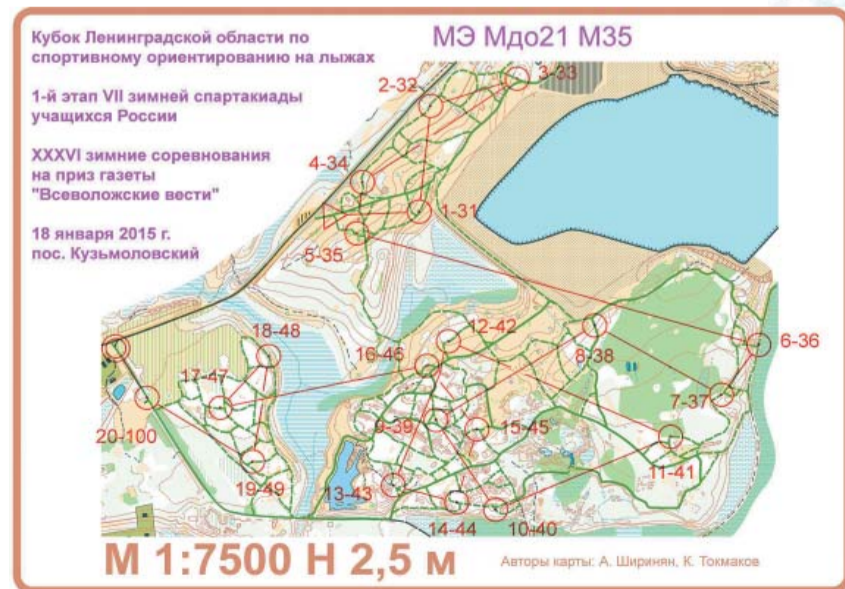 Кубок Ленинградской области по
спортивному ориентированию на лыжах
1-й этап VII зимней спартакиады
учащихся России
XXXVI зимние соревнования
на приз газеты
"Всеволожские вести"
18 января 2015 г.
пос. Кузьмоловский
МЭ Мдо21 М35
2-32
3-33
4-34
1-31
5-35
18-48
12-42
6-36
16-46
8-38
17-47
7-37
20-100
9-39
15-45
11-41
19-49
13-43
14-44
10-40
М 1:7500 Н 2,5 м
Авторы карты: А. Ширинян, К. Токмаков